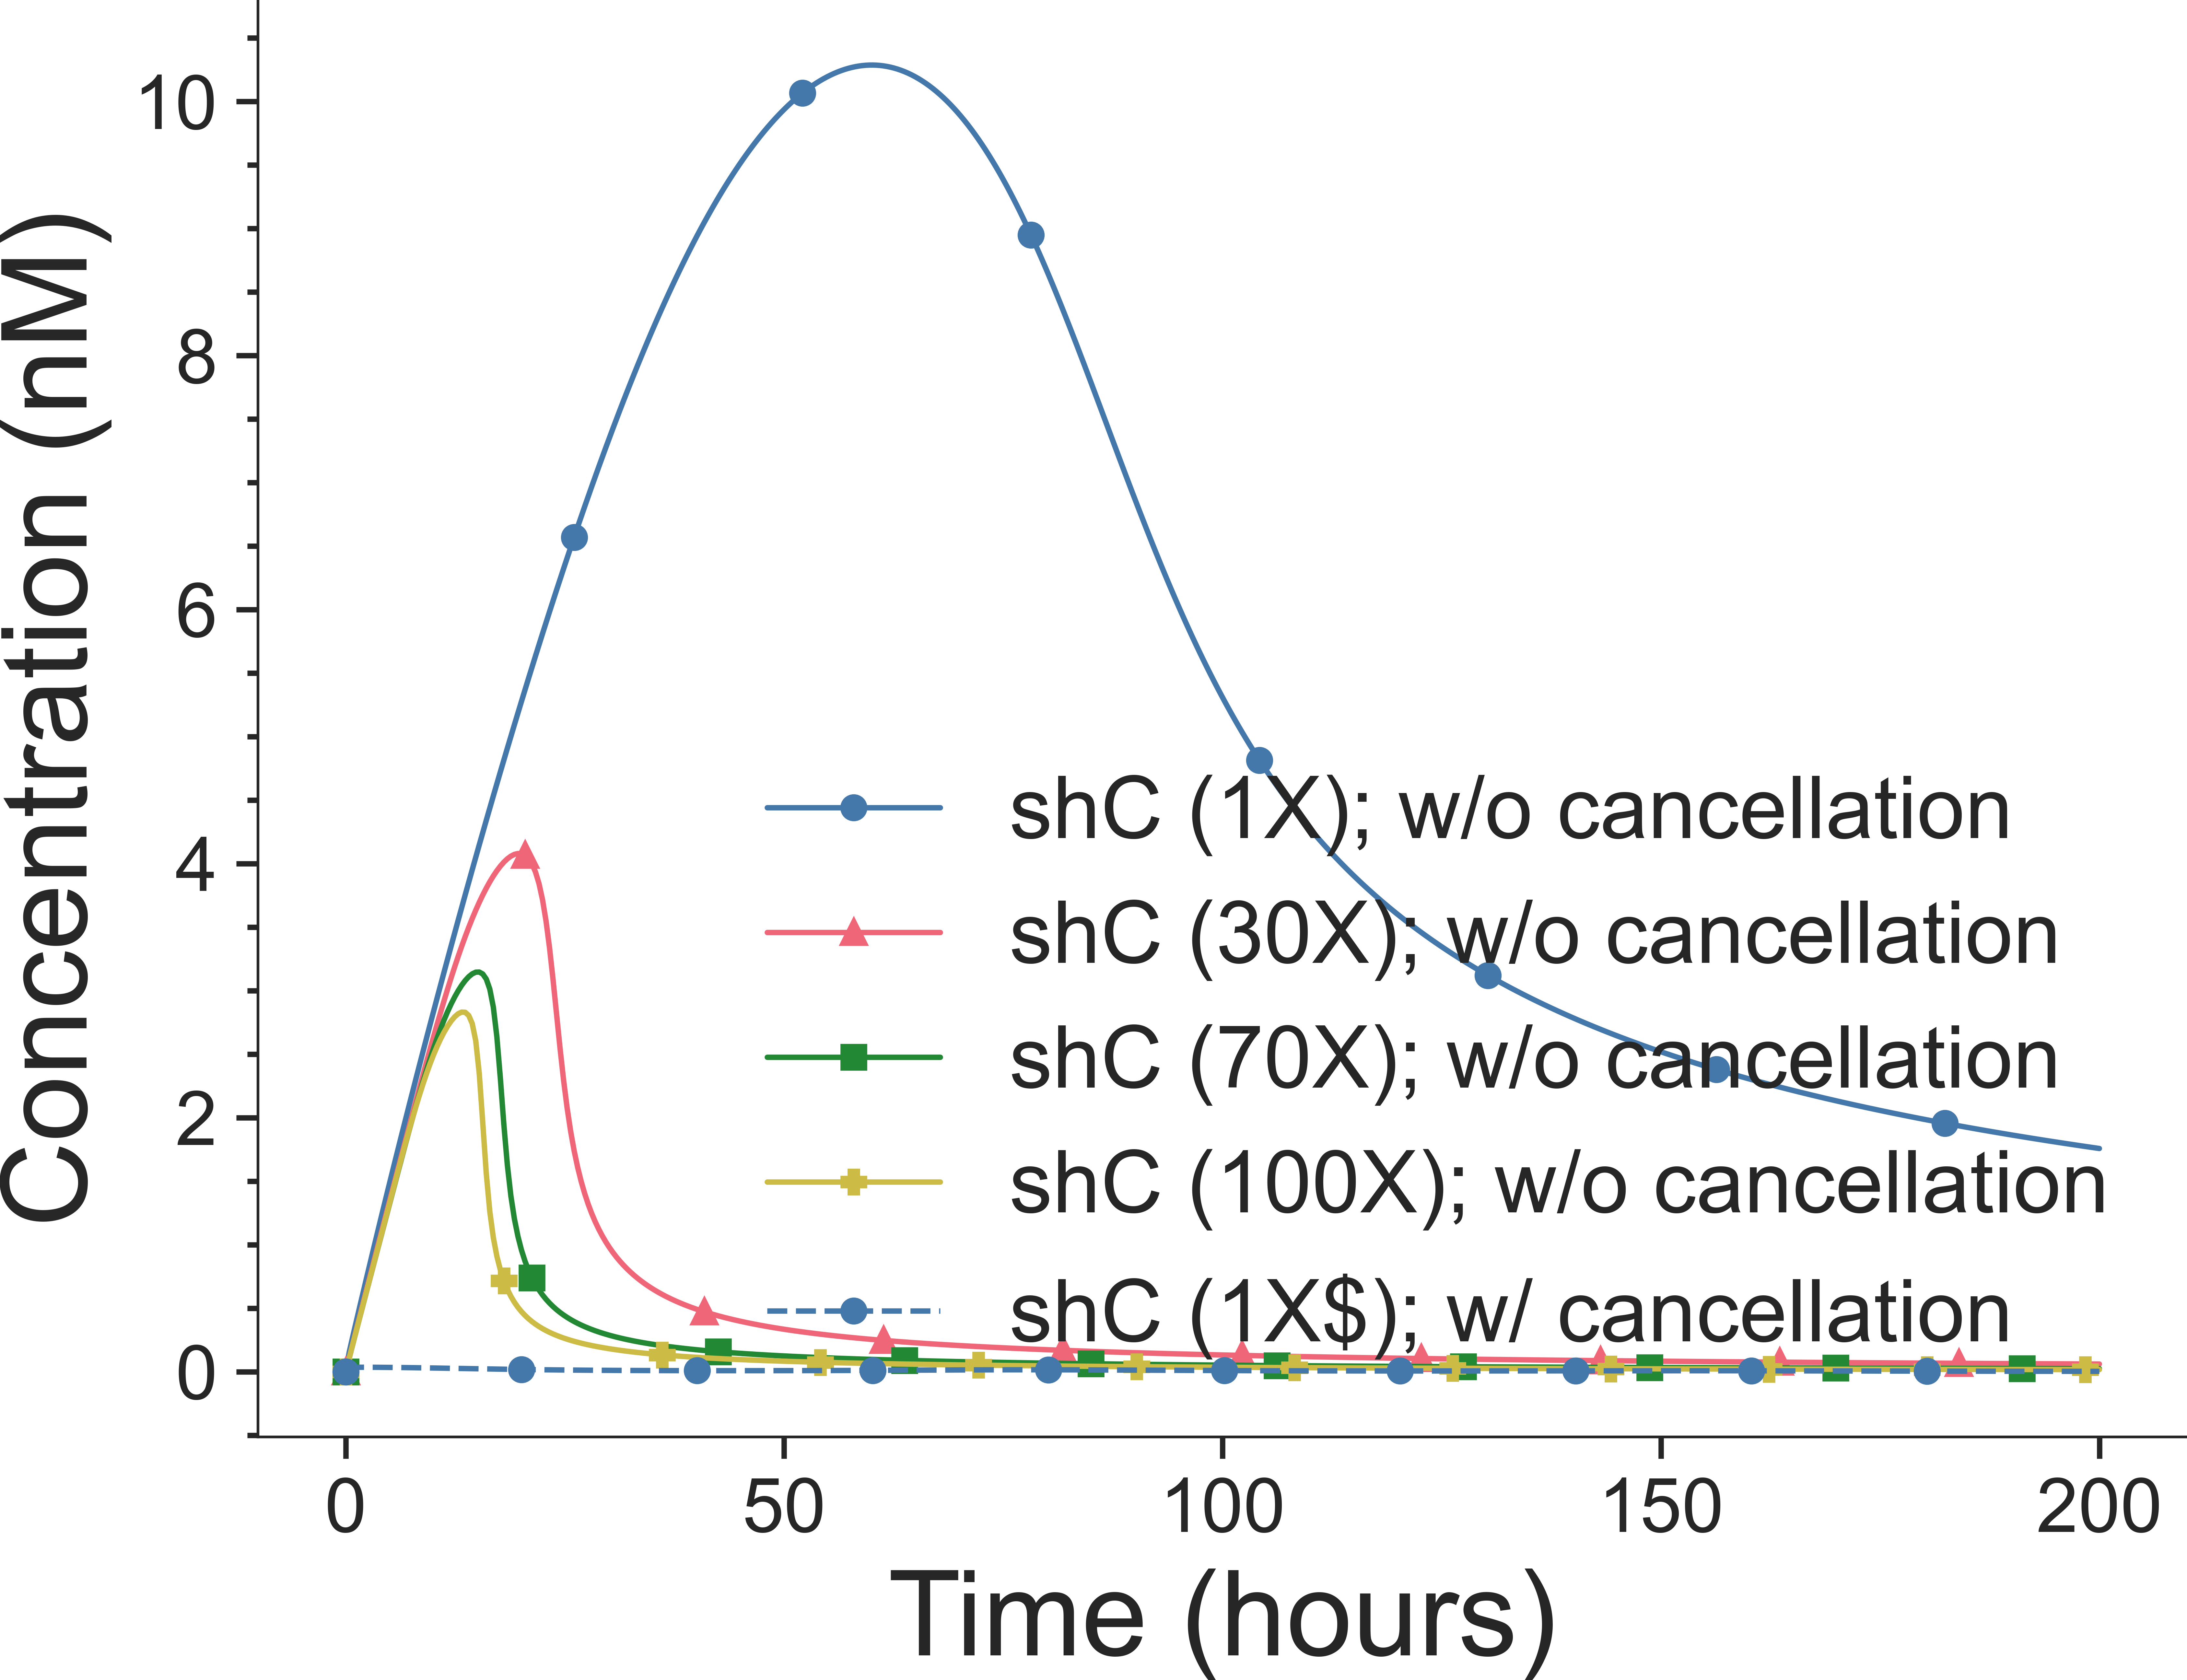 Concentration (nM)
10
8
6
4
2
0
shC (1X); w/o cancellation
shC (30X); w/o cancellation
shC (70X); w/o cancellation
shC (100X); w/o cancellation
shC (1X$); w/ cancellation
0 50 100 150 200
Time (hours)